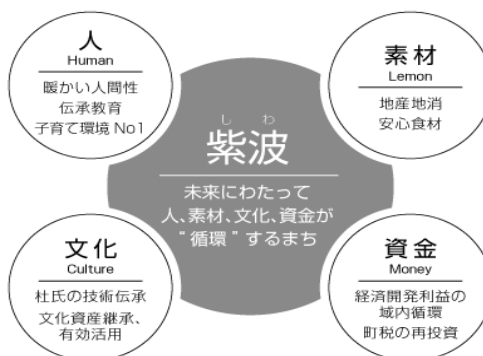 人
Human
暖かい人間性
伝承教育
子育て環境 No1
素材
Lemon
地産地消
安心食材
しわ
紫波
未来にわたって
人、素材、文化、資金が
“循環”するまち
文化
Culture
杜氏の技術伝承
文化資産継承、
有効活用
資金
Money
経済開発利益の
域内循環
町税の再投資